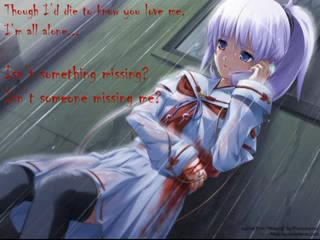 Though I'd die to know you love me,
I'm all alone...
Isn t something missing?
Isn t someone missing me?